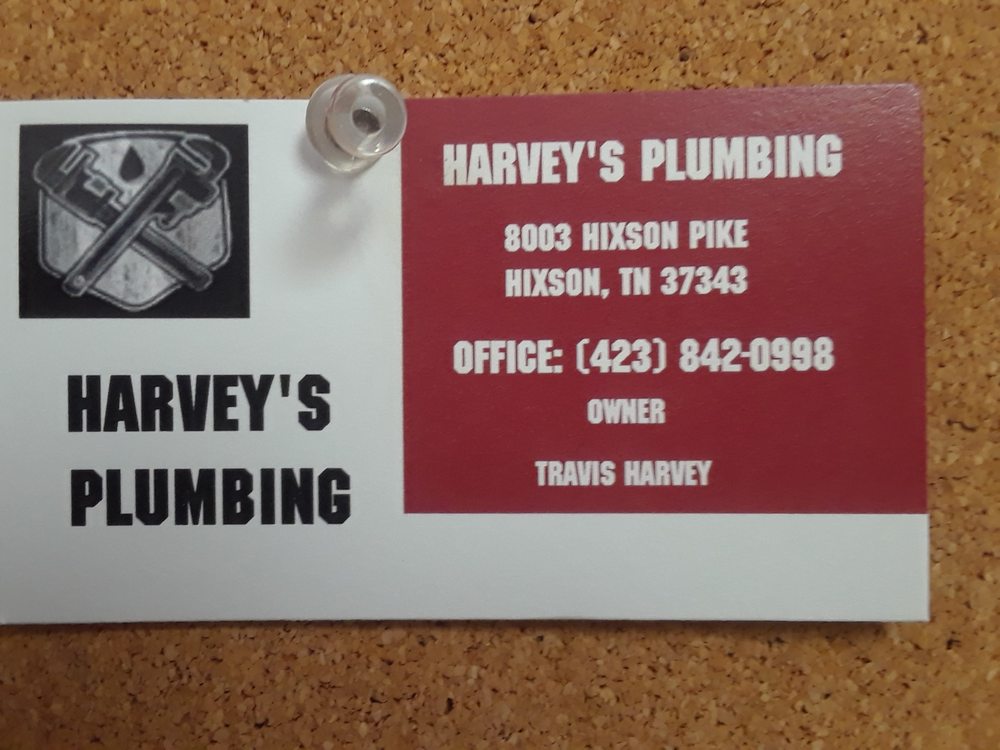 HARVEY'S
PLUMBING
HARVEY'S PLUMBING
8003 HIXSON PIKE
HIXSON, TN 37343
OFFICE: (423) 842-0998
OWNER
TRAVIS HARVEY